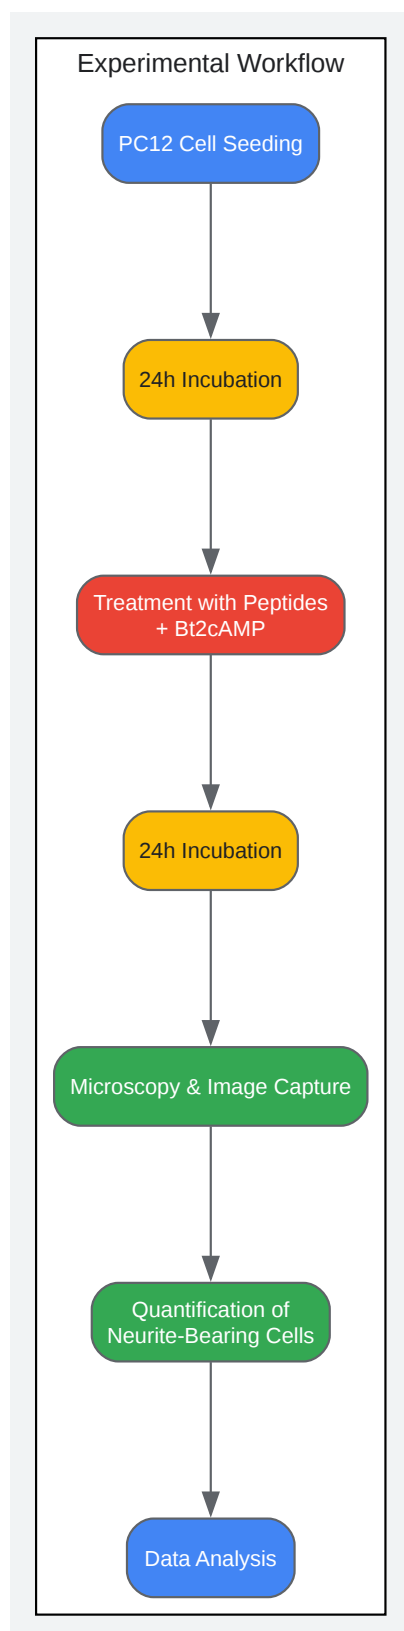 Experimental Workflow
PC12 Cell Seeding
24h Incubation
Treatment with Peptides
+ Bt2cAMP
24h Incubation
Microscopy & Image Capture
Quantification of
Neurite-Bearing Cells
Data Analysis